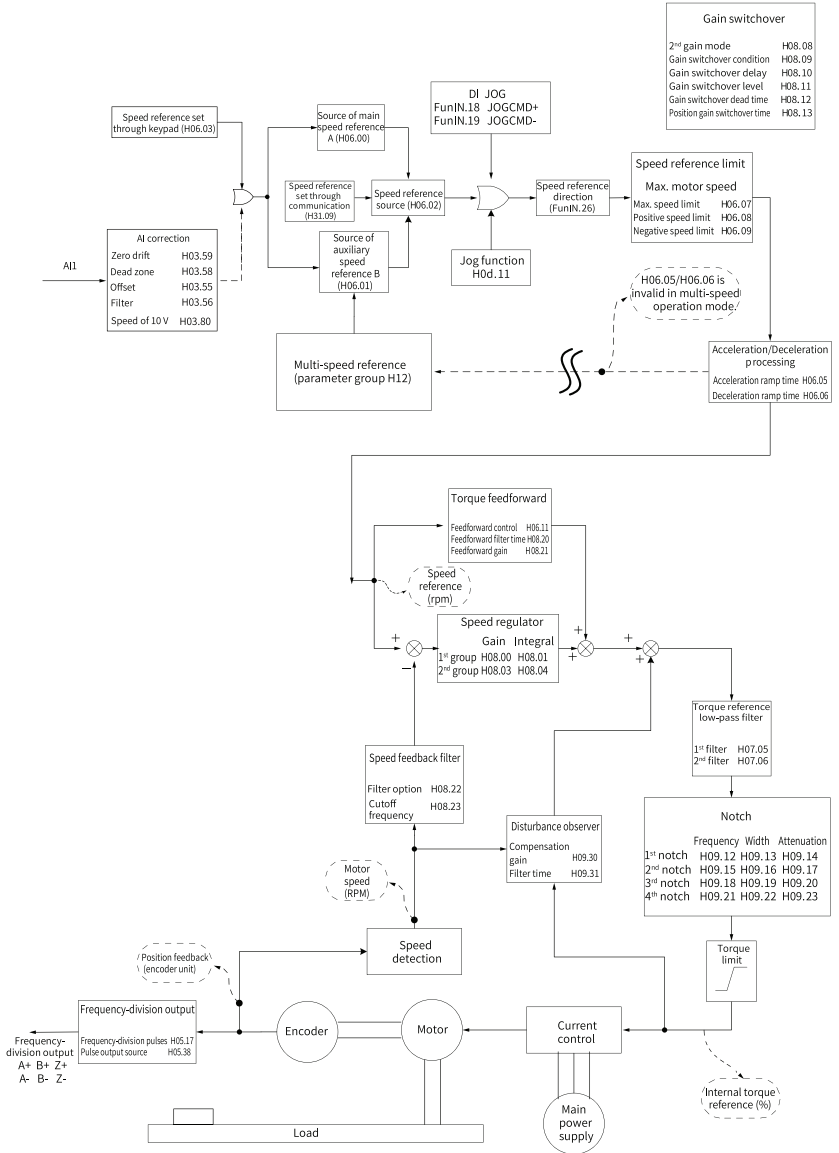 Gain switchover
2nd gain mode H08.08
Gain switchover condition H08.09
Gain switchover delay H08.10
Gain switchover level H08.11
Gain switchover dead time H08.12
Position gain switchover time H08.13
DI JOG
FunIN.18 JOGCMD+
FunIN.19 JOGCMD-
Speed reference set
through keypad (H06.03)
Source of main
speed reference
A (H06.00)
Speed reference
set through
communication
(H31.09)
Speed reference
source (H06.02)
Source of
auxiliary
speed
reference B
(H06.01)
Speed reference
direction
(FunIN.26)
Speed reference limit
Max. motor speed
Max. speed limit H06.07
Positive speed limit H06.08
Negative speed limit H06.09
Jog function
H0d.11
AI1
AI correction
Zero drift H03.59
Dead zone H03.58
Offset H03.55
Filter H03.56
Speed of 10 V H03.80
H06.05/H06.06 is
invalid in multi-speed
operation mode.
Multi-speed reference
(parameter group H12)
Acceleration/Deceleration
processing
Acceleration ramp time H06.05
Deceleration ramp time H06.06
Torque feedforward
Feedforward control H06.11
Feedforward filter time H08.20
Feedforward gain H08.21
Speed
reference
(rpm)
Speed regulator
Gain Integral
1st group H08.00 H08.01
2nd group H08.03 H08.04
+
−
+
+
+
+
Torque reference
low-pass filter
1st filter H07.05
2nd filter H07.06
Speed feedback filter
Filter option H08.22
Cutoff
frequency H08.23
Disturbance observer
Compensation
gain H09.30
Filter time H09.31
Notch
Frequency Width Attenuation
1st notch H09.12 H09.13 H09.14
2nd notch H09.15 H09.16 H09.17
3rd notch H09.18 H09.19 H09.20
4th notch H09.21 H09.22 H09.23
Motor
speed
(RPM)
Speed
detection
Torque
limit
Position feedback
(encoder unit)
Frequency-division output
Frequency-division pulses H05.17
Pulse output source H05.38
Frequency-
division output
A+ B+ Z+
A- B- Z-
Encoder
Motor
Current
control
Internal torque
reference (%)
Main
power
supply
Load